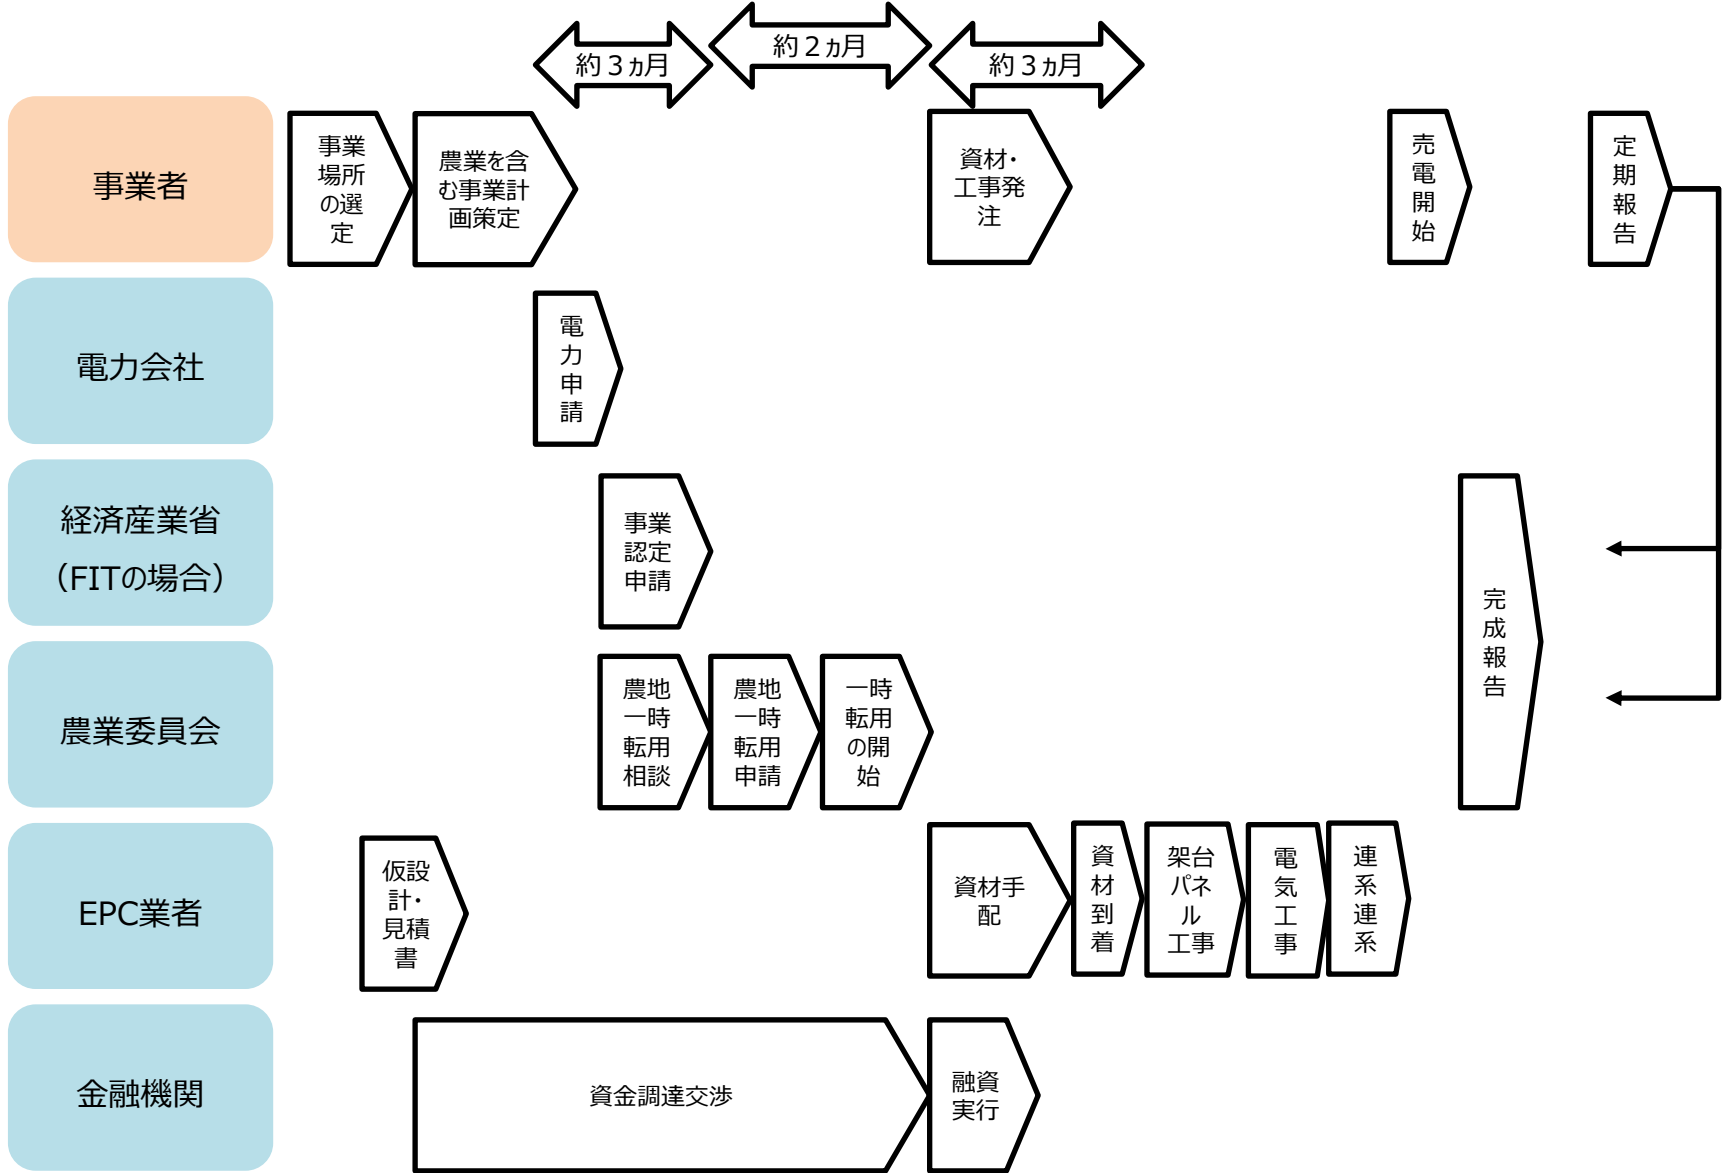 約３ヵ月
約２ヵ月
約３ヵ月
事業者
事業
場所
の選
定
農業を含
む事業計
画策定
資材・
工事発
注
売
電
開
始
定
期
報
告
電力会社
電
力
申
請
経済産業省
（FITの場合）
事業
認定
申請
完
成
報
告
農業委員会
農地
一時
転用
相談
農地
一時
転用
申請
一時
転用
の開
始
EPC業者
仮設
計・
見積
書
資材手
配
資
材
到
着
架台
パネ
ル
工事
電
気
工
事
連
系
連
系
金融機関
資金調達交渉
融資
実行